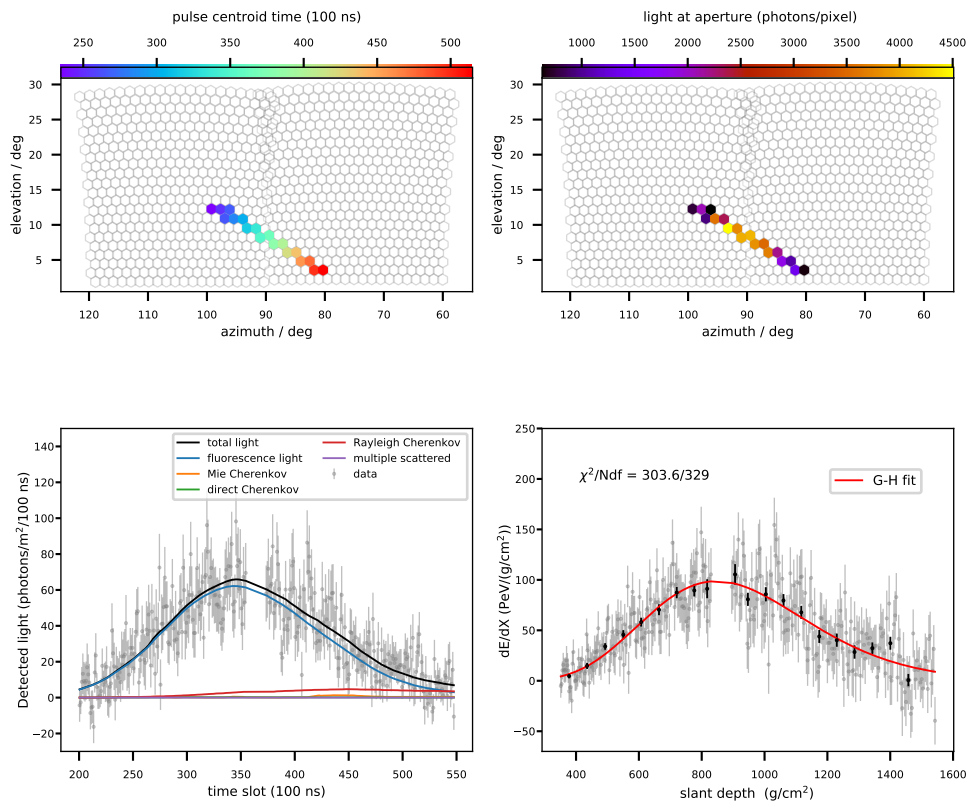 pulse centroid time (100 ns)
250 300 350 400 450 500
30
25
20
15
10
5
elevation / deg
120 110 100 90 80 70 60
azimuth / deg
light at aperture (photons/pixel)
1000 1500 2000 2500 3000 3500 4000 4500
30
25
20
15
10
5
elevation / deg
120 110 100 90 80 70 60
azimuth / deg
140
120
100
80
60
40
20
0
−20
Detected light (photons/m²/100 ns)
total light
fluorescence light
Mie Cherenkov
direct Cherenkov
Rayleigh Cherenkov
multiple scattered
data
200 250 300 350 400 450 500 550
time slot (100 ns)
250
200
150
100
50
0
−50
dE/dX (PeV/(g/cm²))
χ²/Ndf = 303.6/329
G-H fit
400 600 800 1000 1200 1400 1600
slant depth (g/cm²)